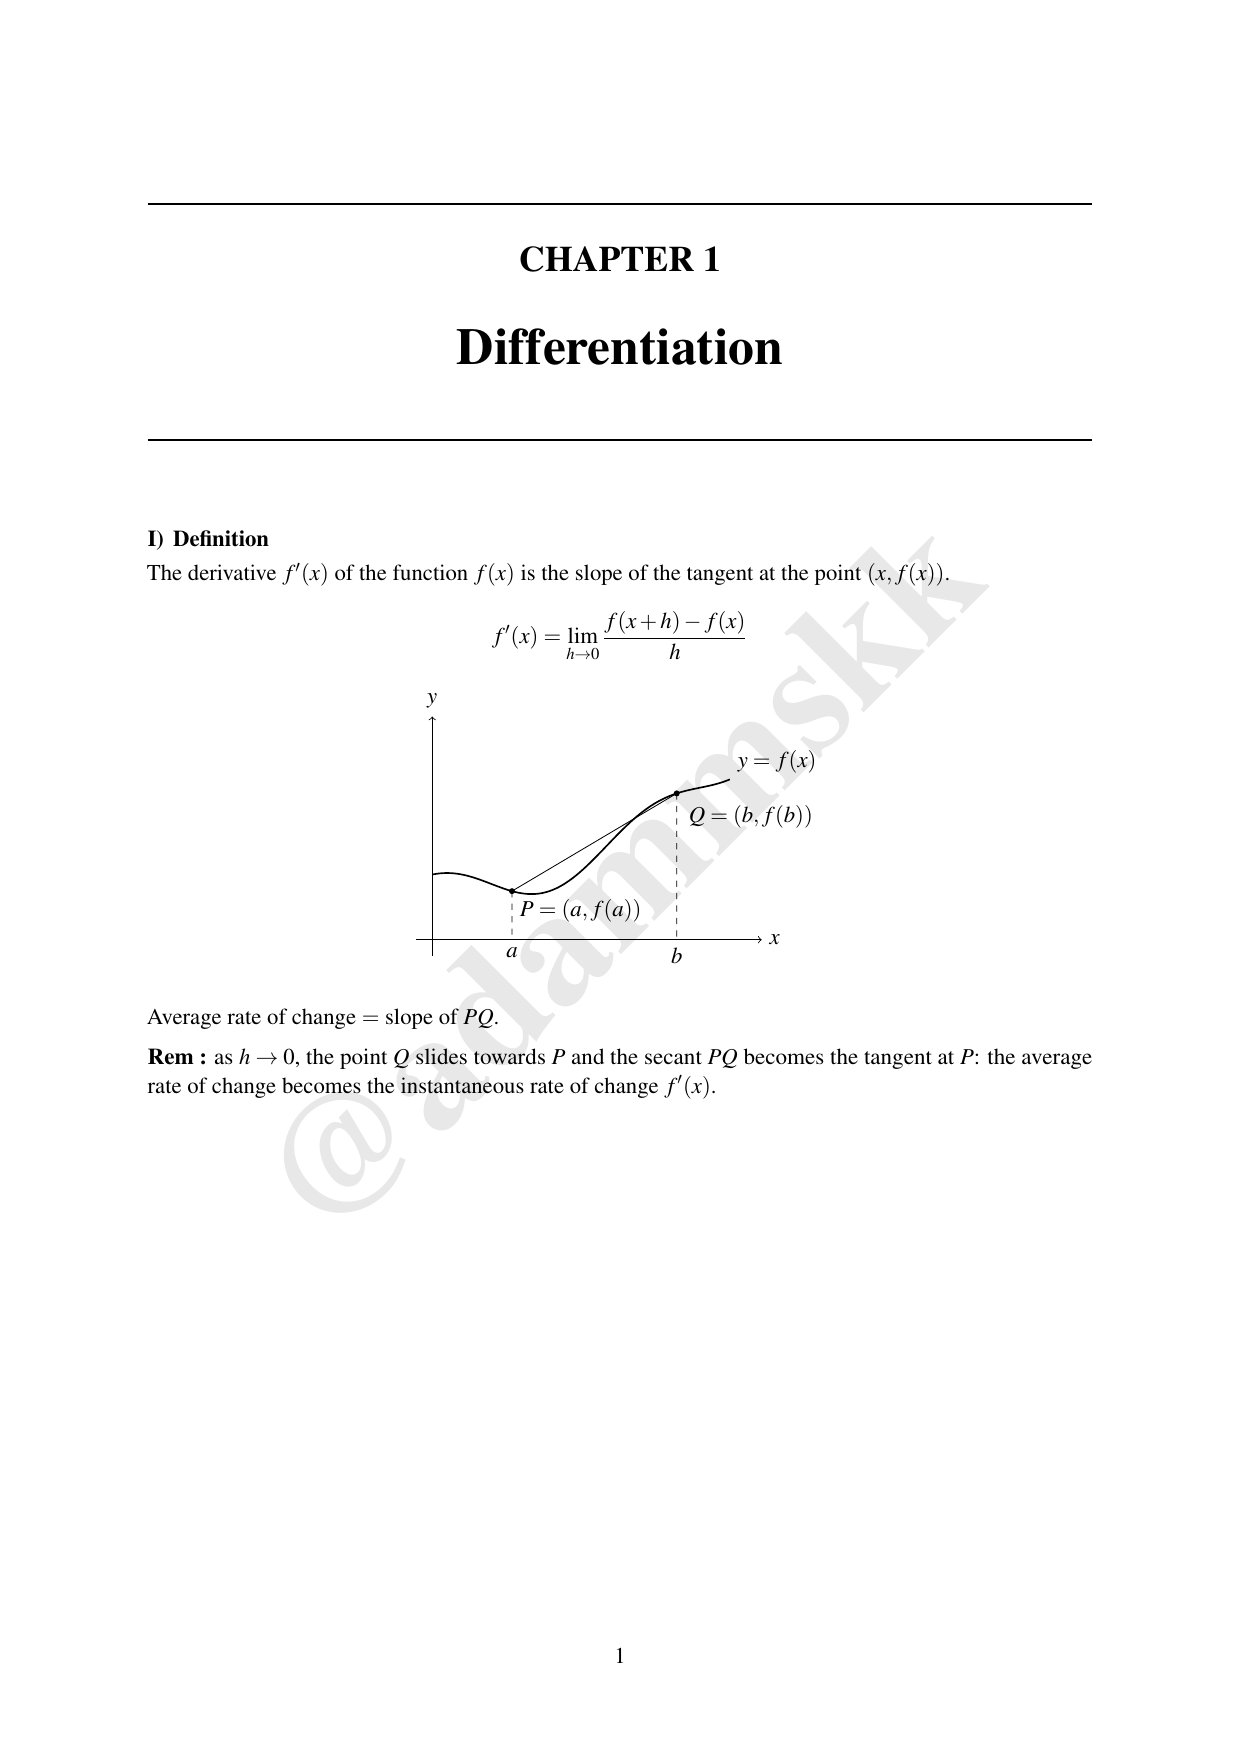 CHAPTER 1
Differentiation
I) Definition
The derivative f′(x) of the function f(x) is the slope of the tangent at the point (x, f(x)).
f′(x) = lim_{h→0} \frac{f(x+h) − f(x)}{h}
y
y = f(x)
Q = (b, f(b))
P = (a, f(a))
x
a
b
Average rate of change = slope of PQ.
Rem : as h → 0, the point Q slides towards P and the secant PQ becomes the tangent at P: the average
rate of change becomes the instantaneous rate of change f′(x).
@adammskk
1